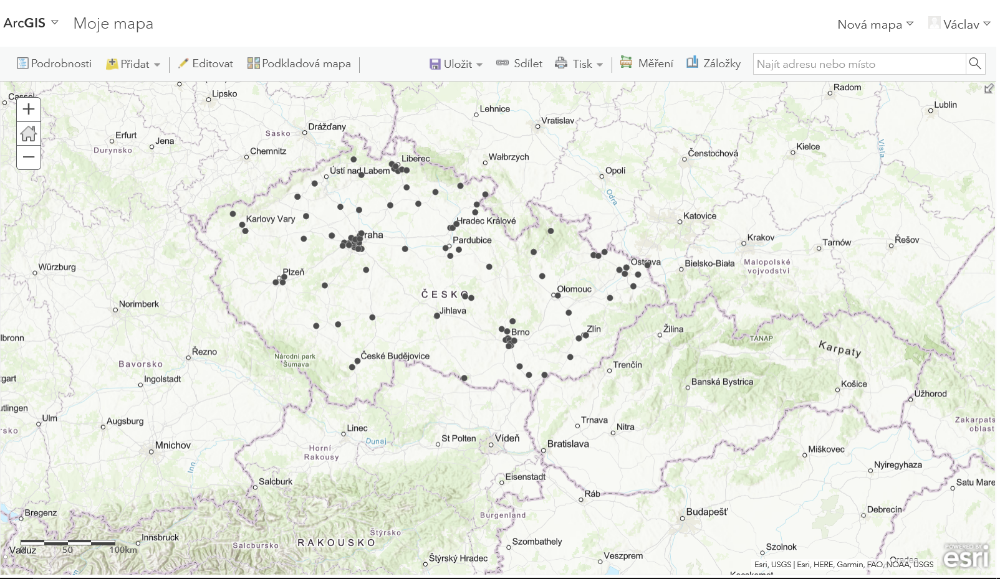 ArcGIS Moje mapa Nová mapa Václav
Podrobnosti Přidat Editovat Podkladová mapa Uložit Sdílet Tisk Měření Záložky Najít adresu nebo místo
Radom
Lipsko
Cassel
Lublin
Lehnice
Vratislav
Drážďany
Sasko
Erfurt
Jena
Durynsko
Visla
Kielce
Chemnitz
Čenstochová
Wałbrzych
Liberec
Ústí nad Labem
Opolí
Odra
Katovice
Karlovy Vary
Hradec Králové
Praha
Pardubice
Krakov
Tarnów
Řešov
Ostrava
Bielsko-Biała
Malopolské
vojvodství
Würzburg
Plzeň
Olomouc
ČESKO
Norimberk
Jihlava
Brno
Zlín
Žilina
TANAP
Karpaty
lbronn
Řezno
Národní park
Šumava
České Budějovice
Bavorsko
Trenčín
Ingolstadt
gart
Banská Bystrica
Košice
Užhorod
utlingen
Ulm
Augsburg
Trnava
Nitra
Zakarpats
oblast
sko
Linec
Dunaj
St Polten
Vídeň
Bratislava
Mnichov
Horní
Rakousy
Miškovec
Inn
Nyiregyhaza
Eisenstadt
Salcburk
Satu Mare
Ráb
Bregenz
Burgenland
Budapešť
Debrecín
Štýrsko
Innsbruck
RAKOUSKO
Salcbursko
Szombathely
Szolnok
Vaduz
0 50 100km
Štýrský Hradec
Veszprem
Oradea
Kecskemet
Esri, USGS | Esri, HERE, Garmin, FAO, NOAA, USGS
POWERED BY
esri